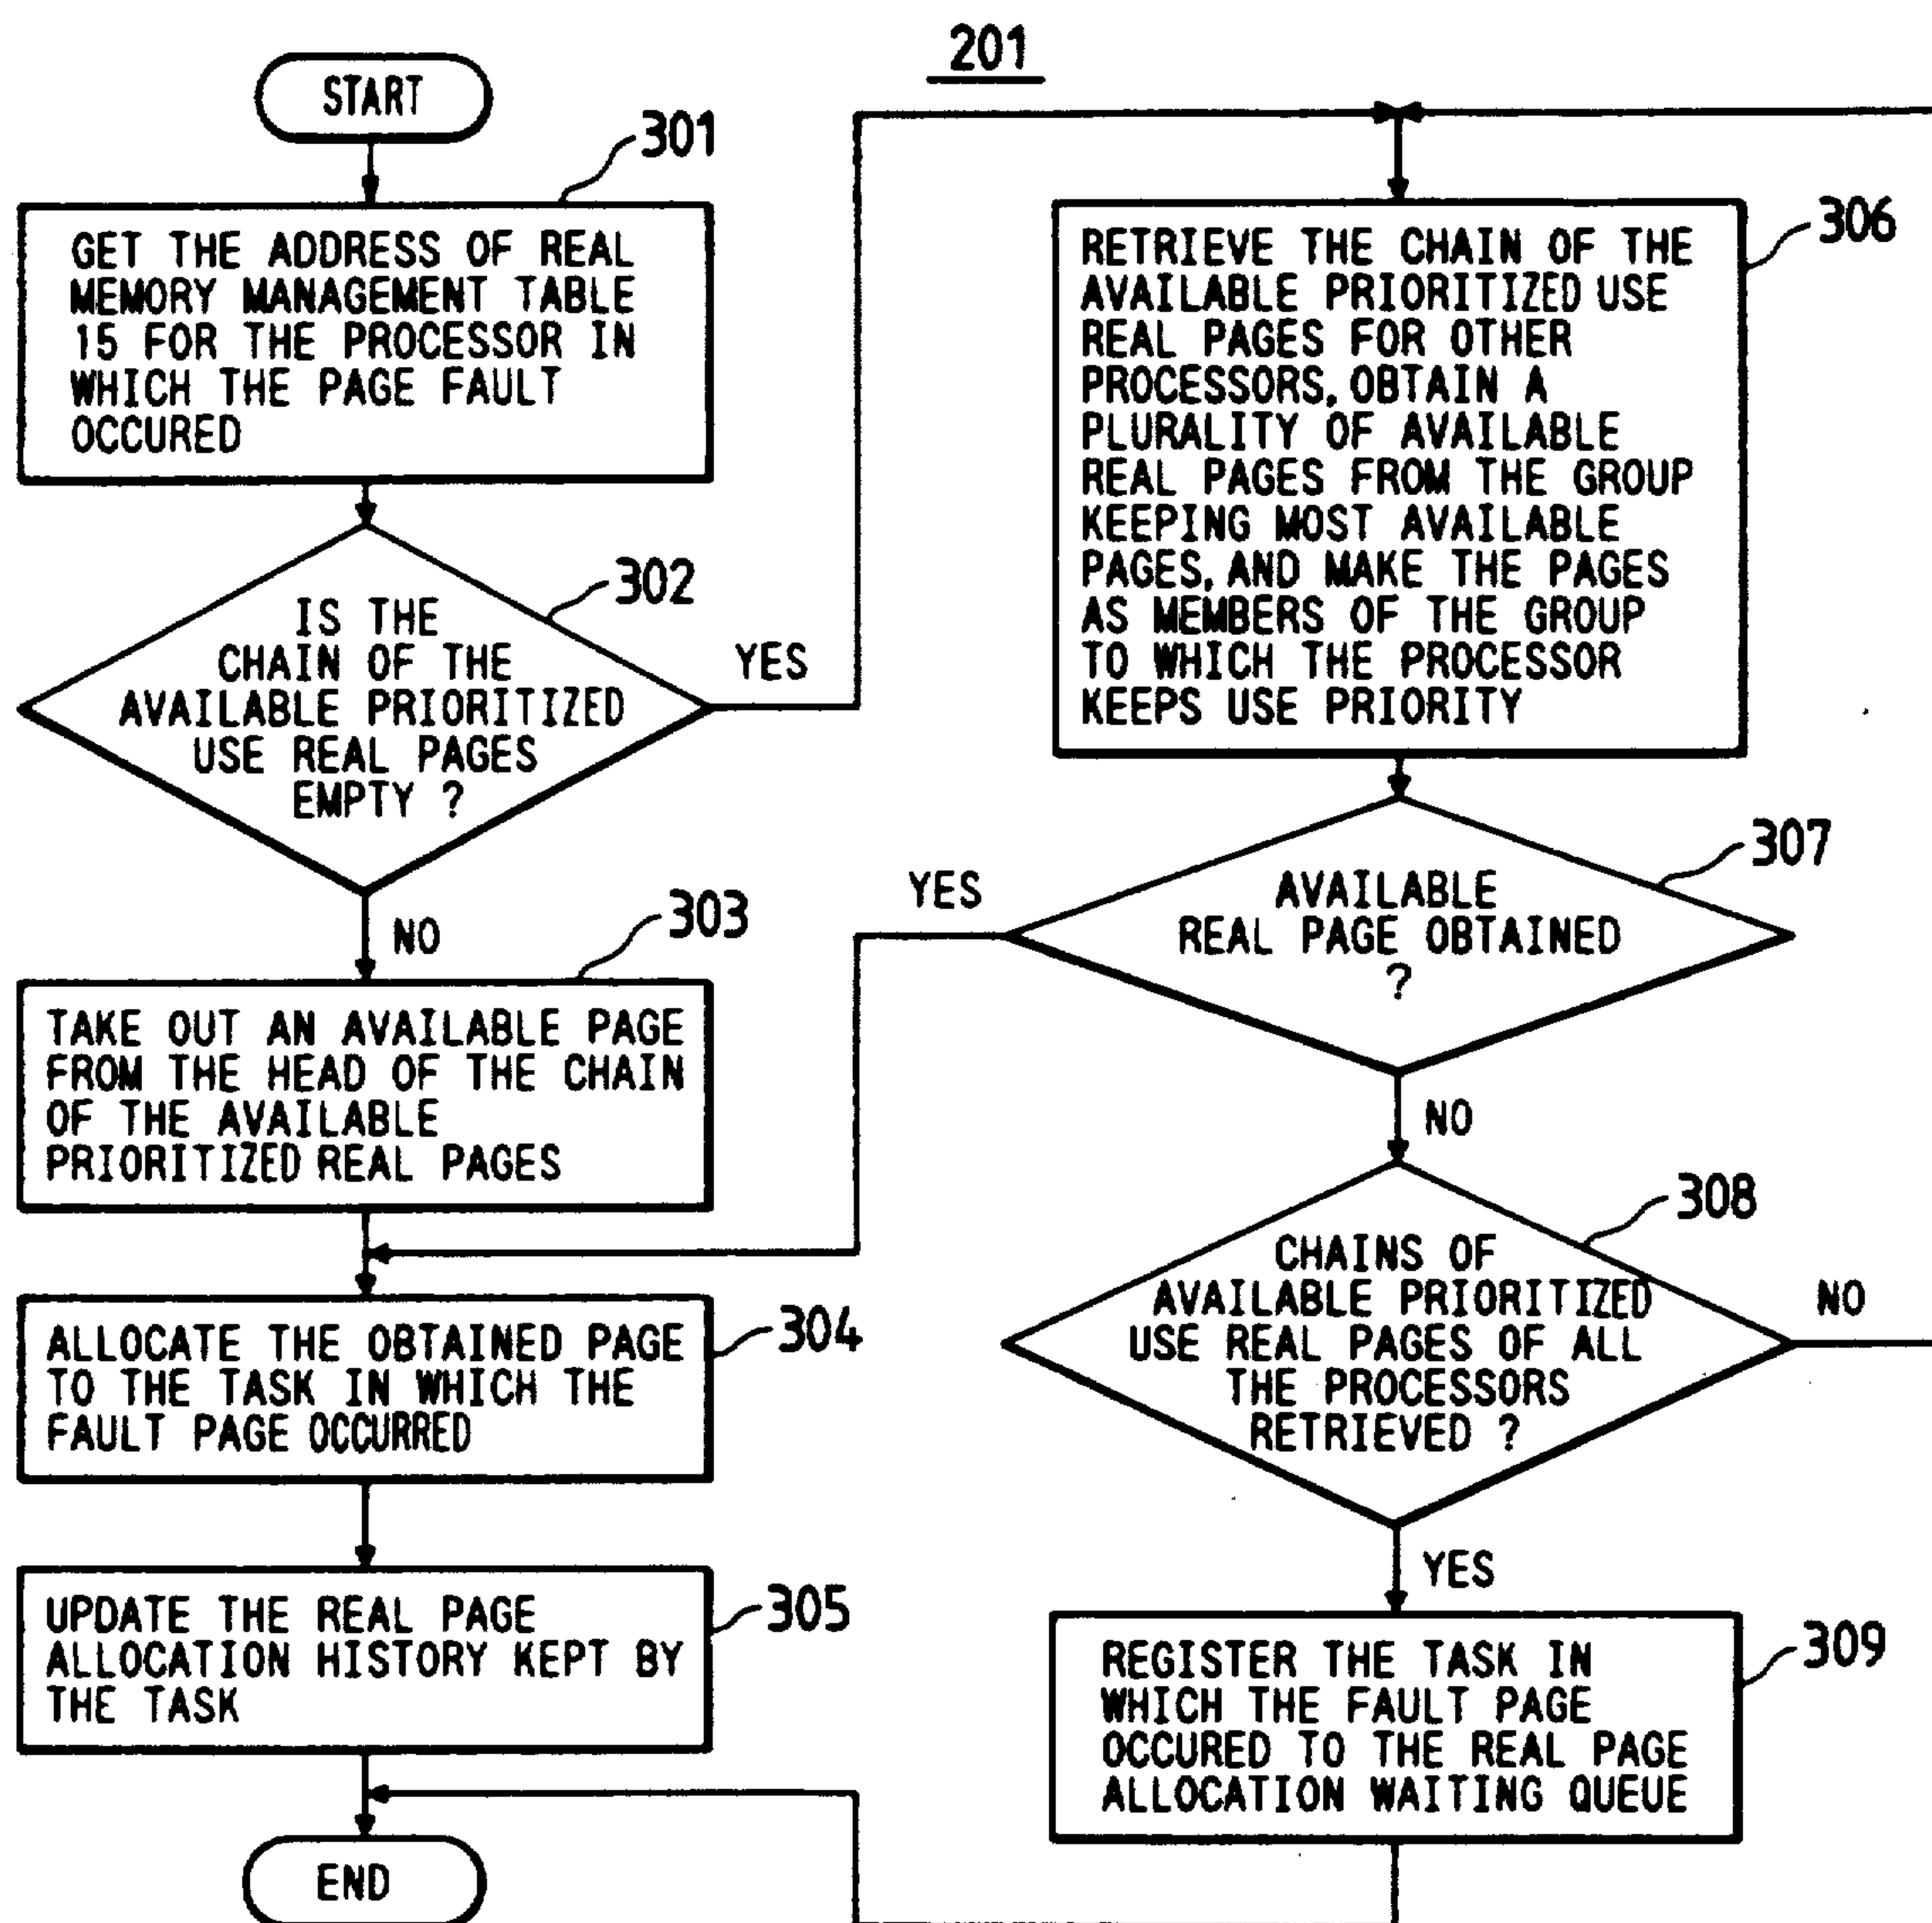 201
START
301
GET THE ADDRESS OF REAL
MEMORY MANAGEMENT TABLE
15 FOR THE PROCESSOR IN
WHICH THE PAGE FAULT
OCCURED
302
IS THE
CHAIN OF THE
AVAILABLE PRIORITIZED
USE REAL PAGES
EMPTY ?
YES
NO
303
TAKE OUT AN AVAILABLE PAGE
FROM THE HEAD OF THE CHAIN
OF THE AVAILABLE
PRIORITIZED REAL PAGES
304
ALLOCATE THE OBTAINED PAGE
TO THE TASK IN WHICH THE
FAULT PAGE OCCURRED
305
UPDATE THE REAL PAGE
ALLOCATION HISTORY KEPT BY
THE TASK
END
306
RETRIEVE THE CHAIN OF THE
AVAILABLE PRIORITIZED USE
REAL PAGES FOR OTHER
PROCESSORS, OBTAIN A
PLURALITY OF AVAILABLE
REAL PAGES FROM THE GROUP
KEEPING MOST AVAILABLE
PAGES, AND MAKE THE PAGES
AS MEMBERS OF THE GROUP
TO WHICH THE PROCESSOR
KEEPS USE PRIORITY
307
AVAILABLE
REAL PAGE OBTAINED
?
YES
NO
308
CHAINS OF
AVAILABLE PRIORITIZED
USE REAL PAGES OF ALL
THE PROCESSORS
RETRIEVED ?
NO
YES
309
REGISTER THE TASK IN
WHICH THE FAULT PAGE
OCCURED TO THE REAL PAGE
ALLOCATION WAITING QUEUE